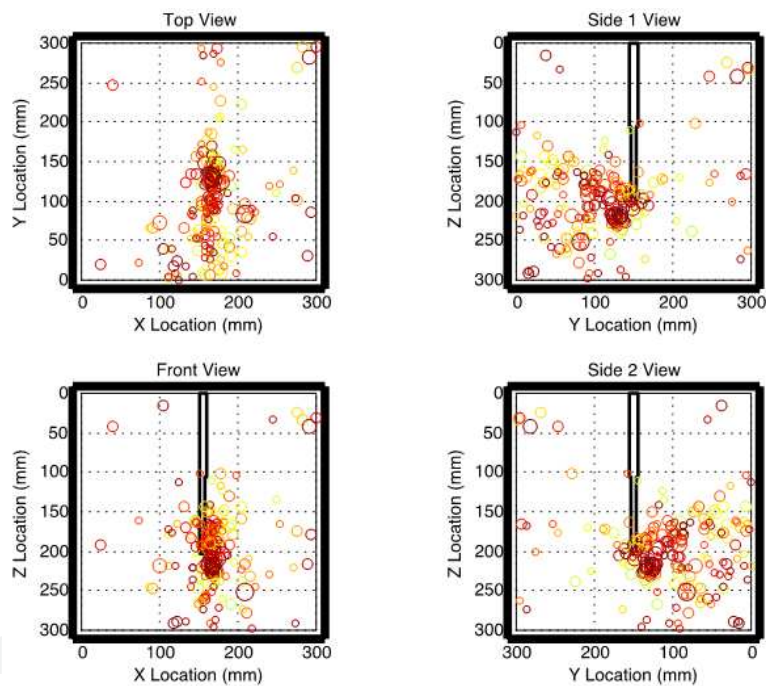 Top View
300
250
200
150
100
50
0
Y Location (mm)
0 100 200 300
X Location (mm)
Side 1 View
0
50
100
150
200
250
300
Z Location (mm)
0 100 200 300
Y Location (mm)
Front View
0
50
100
150
200
250
300
Z Location (mm)
0 100 200 300
X Location (mm)
Side 2 View
0
50
100
150
200
250
300
Z Location (mm)
300 200 100 0
Y Location (mm)